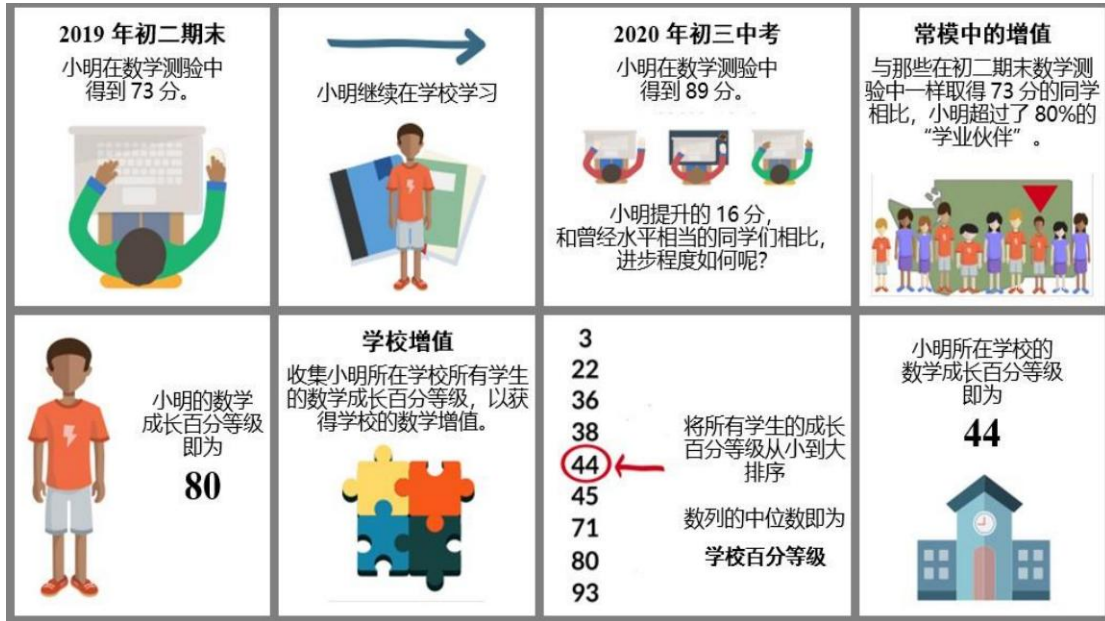 2019 年初二期末
小明在数学测验中
得到 73 分。
小明继续在学校学习
2020 年初三中考
小明在数学测验中
得到 89 分。
小明提升的 16 分，
和曾经水平相当的同学们相比，
进步程度如何呢？
常模中的增值
与那些在初二期末数学测
验中一样取得 73 分的同学
相比，小明超过了 80%的
“学业伙伴” 。
小明的数学
成长百分等级
即为
80
学校增值
收集小明所在学校所有学生
的数学成长百分等级，以获
得学校的数学增值。
3
22
36
38
44
45
71
80
93
将所有学生的成长
百分等级从小到大
排序
数列的中位数即为
学校百分等级
小明所在学校的
数学成长百分等级
即为
44